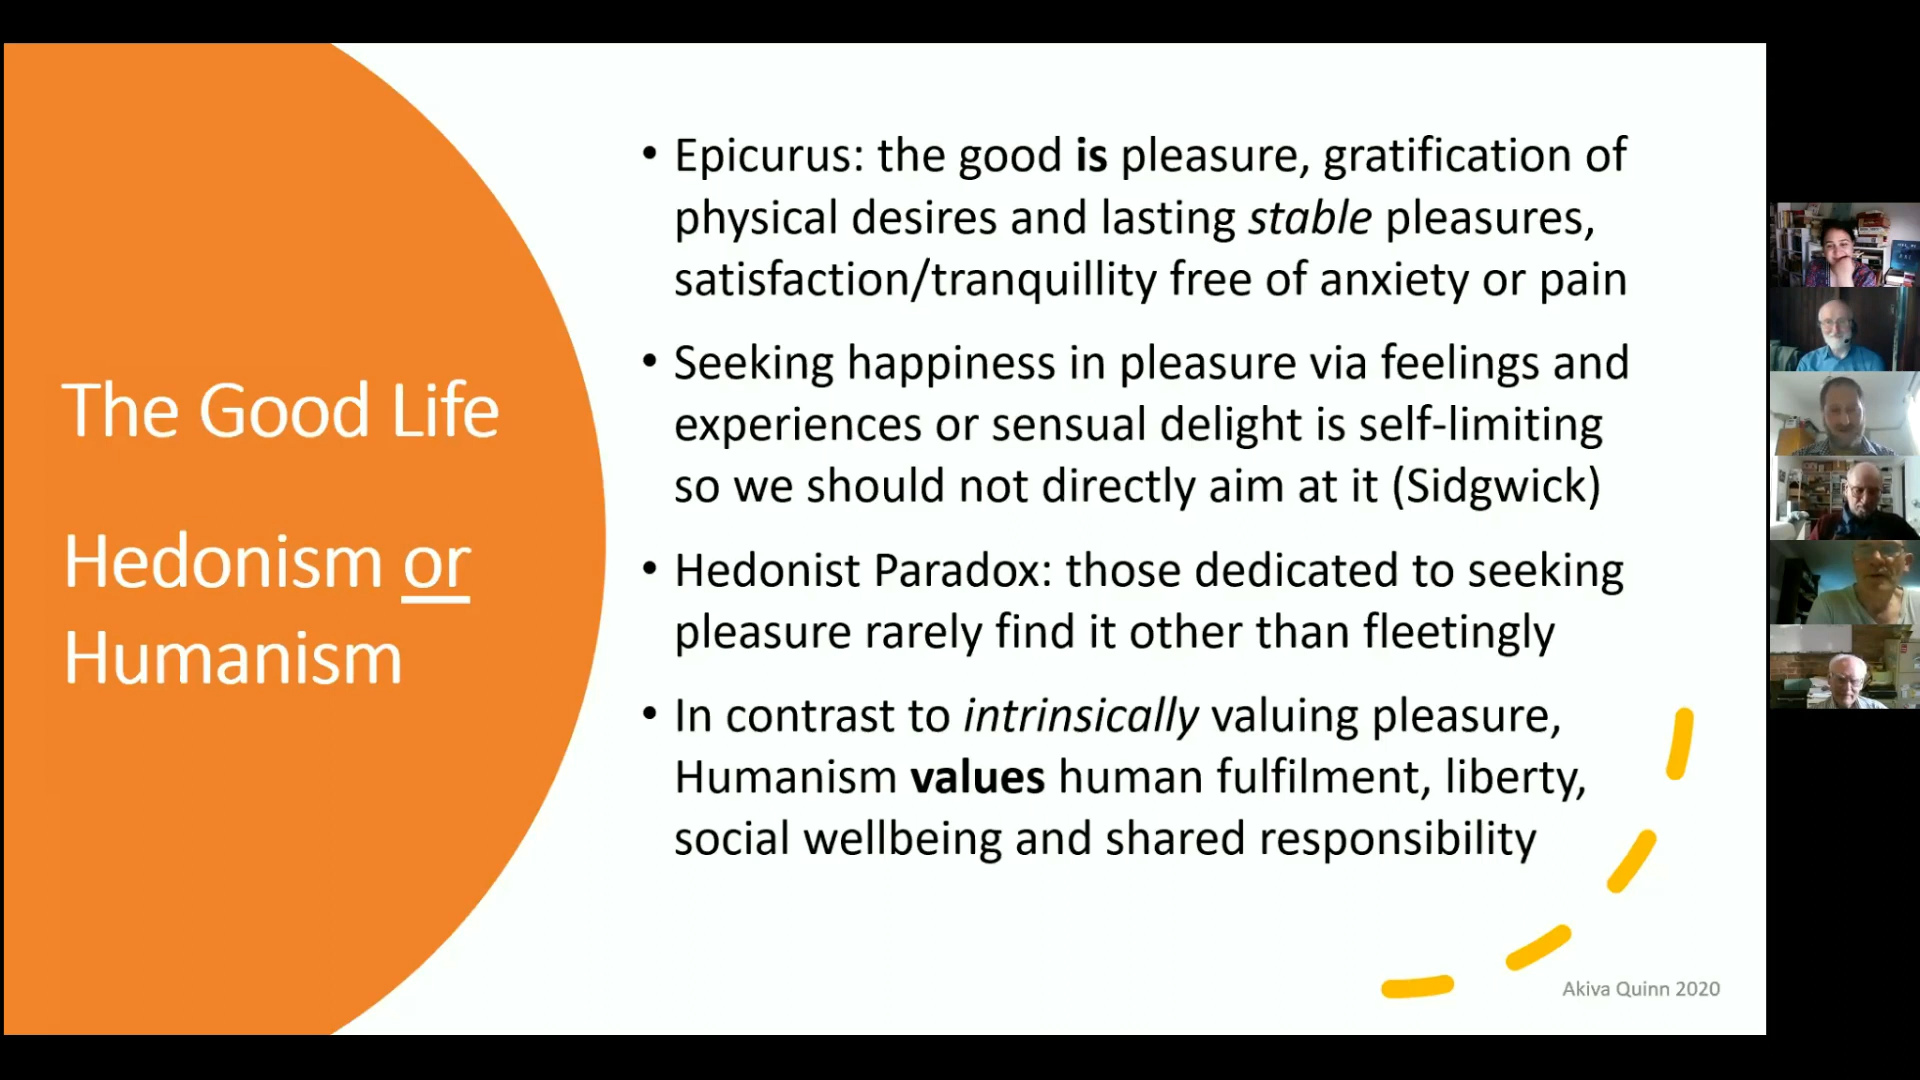 The Good Life
Hedonism or
Humanism
• Epicurus: the good is pleasure, gratification of
physical desires and lasting stable pleasures,
satisfaction/tranquillity free of anxiety or pain
• Seeking happiness in pleasure via feelings and
experiences or sensual delight is self-limiting
so we should not directly aim at it (Sidgwick)
• Hedonist Paradox: those dedicated to seeking
pleasure rarely find it other than fleetingly
• In contrast to intrinsically valuing pleasure,
Humanism values human fulfilment, liberty,
social wellbeing and shared responsibility
Akiva Quinn 2020